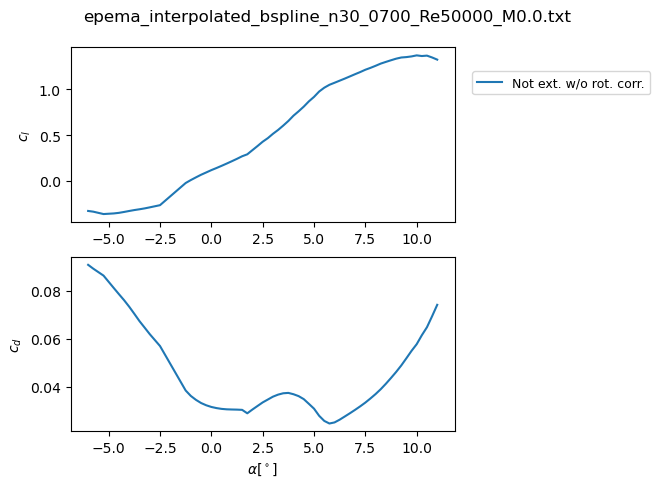 epema_interpolated_bspline_n30_0700_Re50000_M0.0.txt
1.0
0.5
0.0
c_l
−5.0 −2.5 0.0 2.5 5.0 7.5 10.0
Not ext. w/o rot. corr.
0.08
0.06
0.04
c_d
−5.0 −2.5 0.0 2.5 5.0 7.5 10.0
α[°]